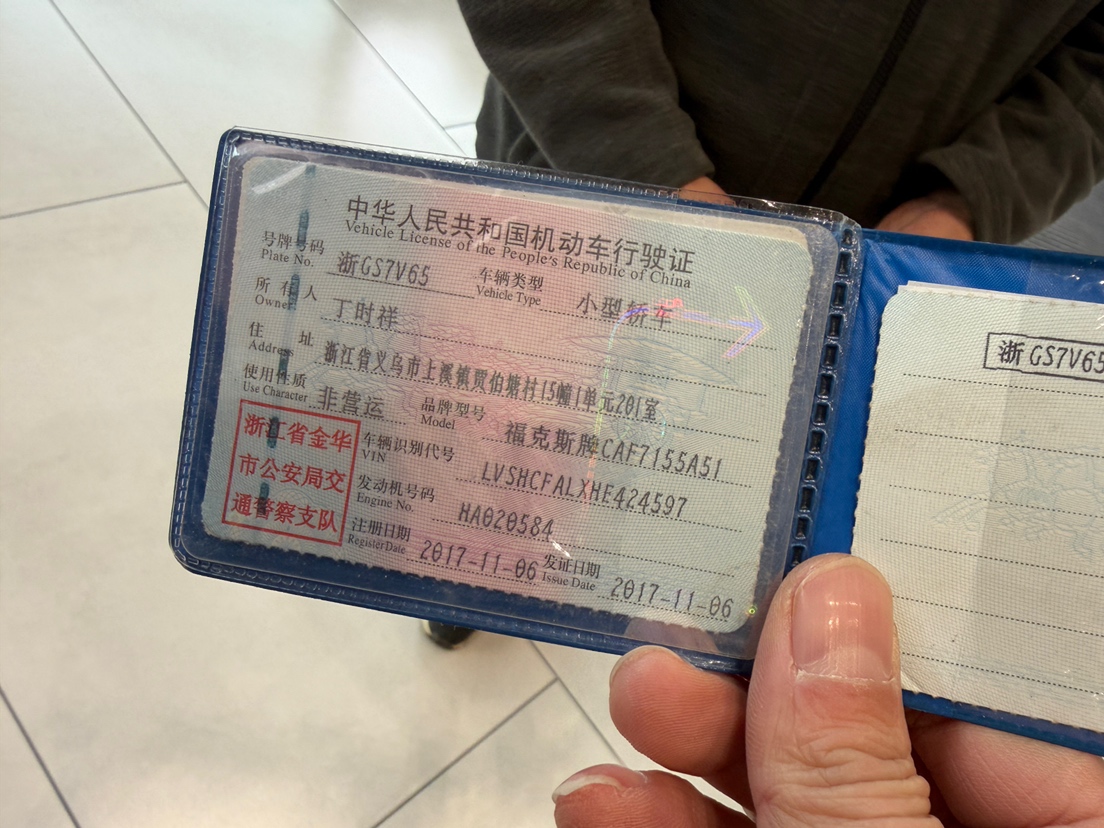 中华人民共和国机动车行驶证
Vehicle License of the People's Republic of China
号牌号码 浙GS7V65 车辆类型 小型轿车
Plate No. Vehicle Type
所有人 丁时祥
Owner
住址 浙江省义乌市上溪镇贾伯塘村15幢1单元201室
Address
使用性质 非营运 品牌型号 福克斯牌CAF7155A51
Use Character Model
浙江省金华
市公安局交
通警察支队
车辆识别代号 LVSHCFALXHE424597
VIN
发动机号码 HA020584
Engine No.
注册日期 2017-11-06 发证日期 2017-11-06
Register Date Issue Date
浙GS7V65